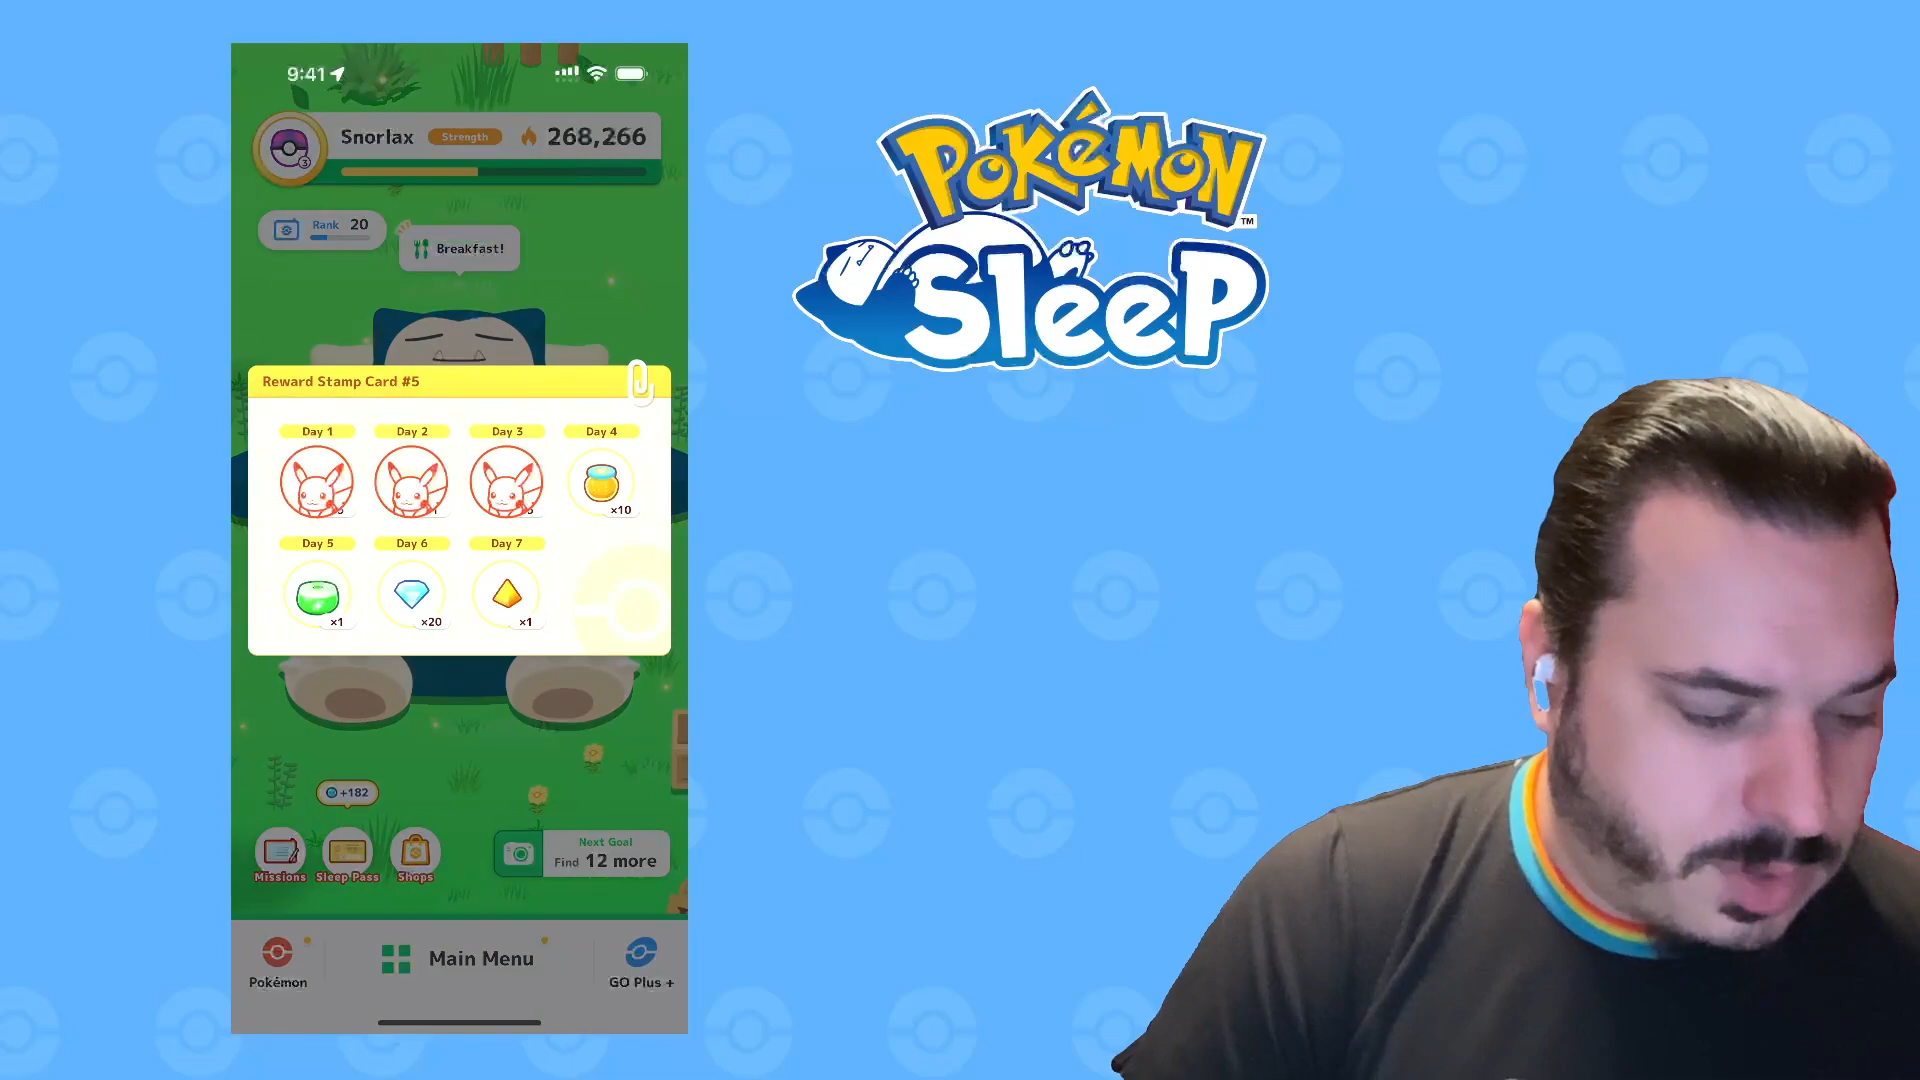 9:41
Snorlax Strength 268,266
3
Rank 20
Breakfast!
Reward Stamp Card #5
Day 1 Day 2 Day 3 Day 4
×10
Day 5 Day 6 Day 7
×1 ×20 ×1
+182
Missions Sleep Pass Shops
Next Goal
Find 12 more
Pokémon Main Menu GO Plus +
POKÉMON
TM
Sleep